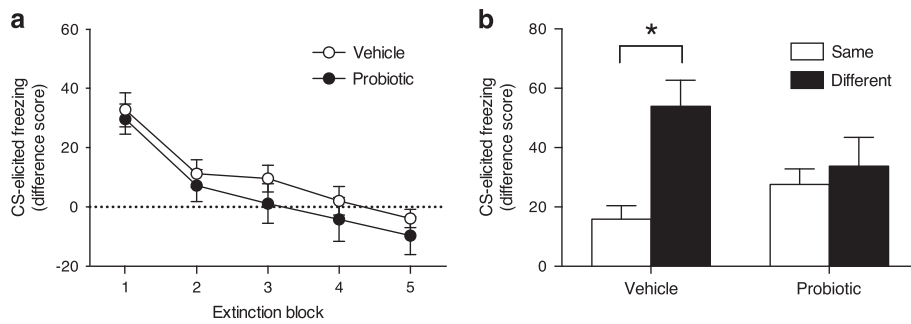 a
60
40
20
0
-20
CS-elicited freezing
(difference score)
Vehicle
Probiotic
1 2 3 4 5
Extinction block
b
80
60
40
20
0
CS-elicited freezing
(difference score)
*
Same
Different
Vehicle Probiotic